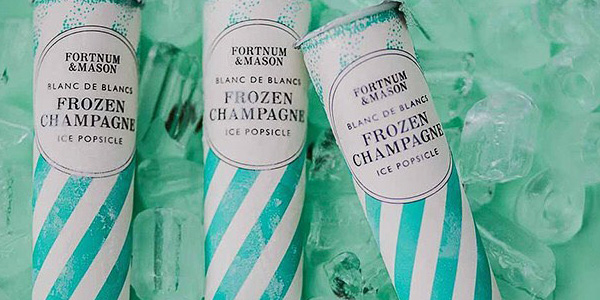 FORTNUM
&MASON
BLANC DE BLANCS
FROZEN
CHAMPAGNE
ICE POPSICLE
FORTNUM
&MASON
BLANC DE BLANCS
FROZEN
CHAMPAGNE
ICE POPSICLE
FORTNUM
&MASON
BLANC DE BLANCS
FROZEN
CHAMPAGNE
ICE POPSICLE